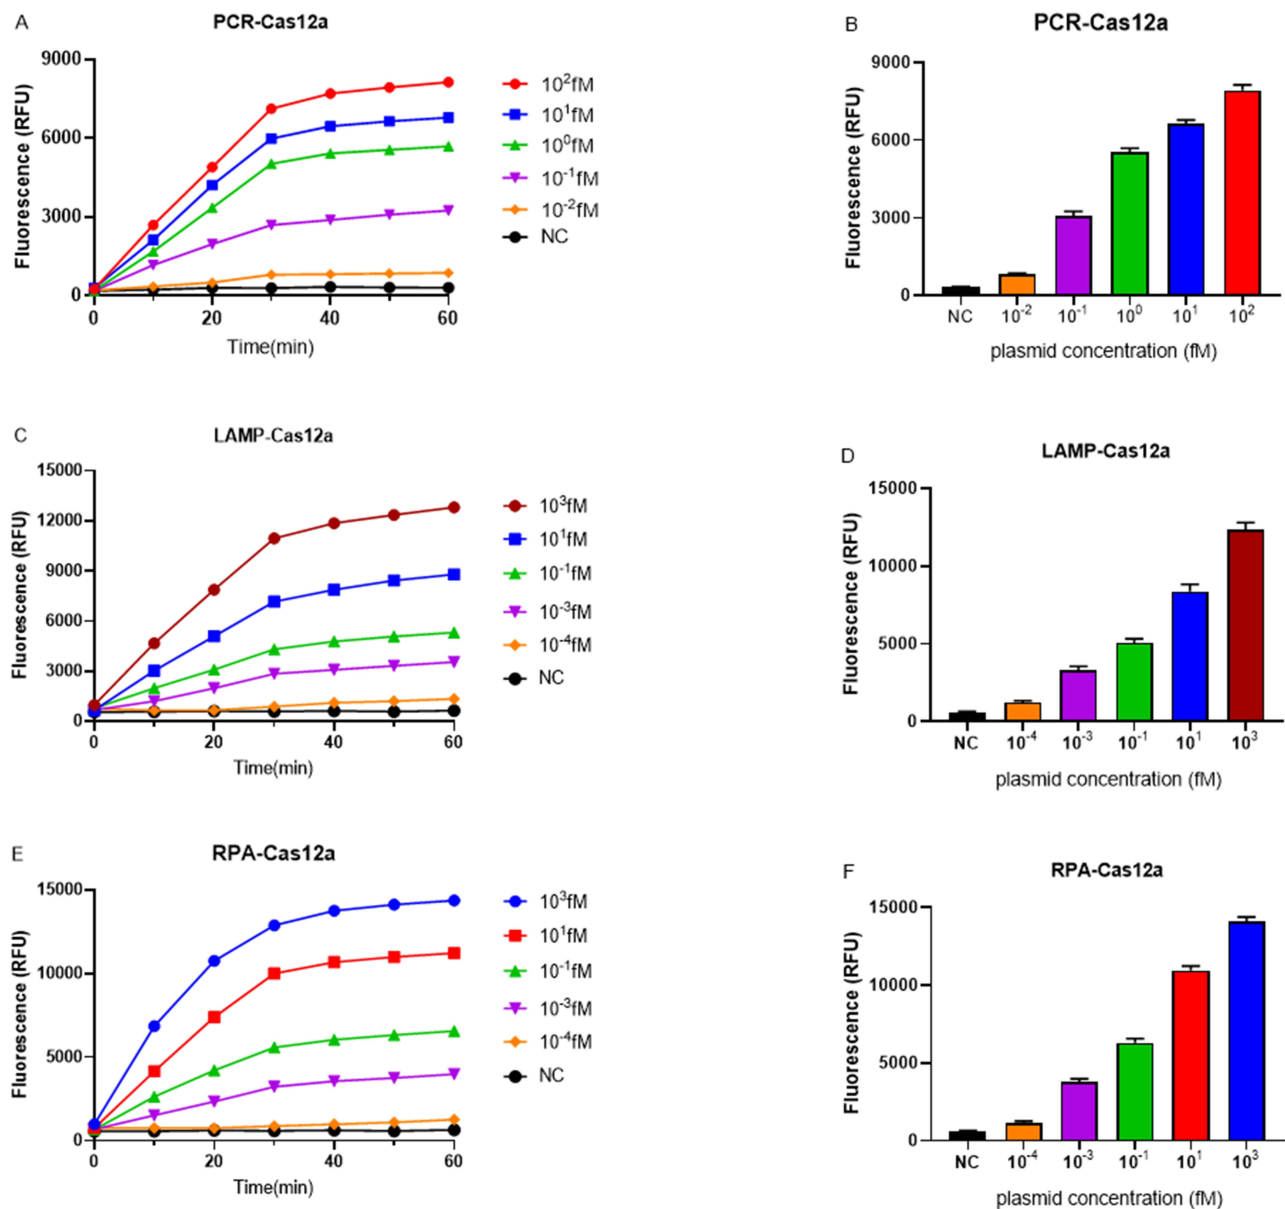 A
PCR-Cas12a
Fluorescence (RFU)
9000
6000
3000
0
0 20 40 60
Time(min)
10²fM
10¹fM
10⁰fM
10⁻¹fM
10⁻²fM
NC
B
PCR-Cas12a
Fluorescence (RFU)
9000
6000
3000
0
NC 10⁻² 10⁻¹ 10⁰ 10¹ 10²
plasmid concentration (fM)
C
LAMP-Cas12a
Fluorescence (RFU)
15000
12000
9000
6000
3000
0
0 20 40 60
Time(min)
10³fM
10¹fM
10⁻¹fM
10⁻³fM
10⁻⁴fM
NC
D
LAMP-Cas12a
Fluorescence (RFU)
15000
10000
5000
0
NC 10⁻⁴ 10⁻³ 10⁻¹ 10¹ 10³
plasmid concentration (fM)
E
RPA-Cas12a
Fluorescence (RFU)
15000
10000
5000
0
0 20 40 60
Time(min)
10³fM
10¹fM
10⁻¹fM
10⁻³fM
10⁻⁴fM
NC
F
RPA-Cas12a
Fluorescence (RFU)
15000
10000
5000
0
NC 10⁻⁴ 10⁻³ 10⁻¹ 10¹ 10³
plasmid concentration (fM)